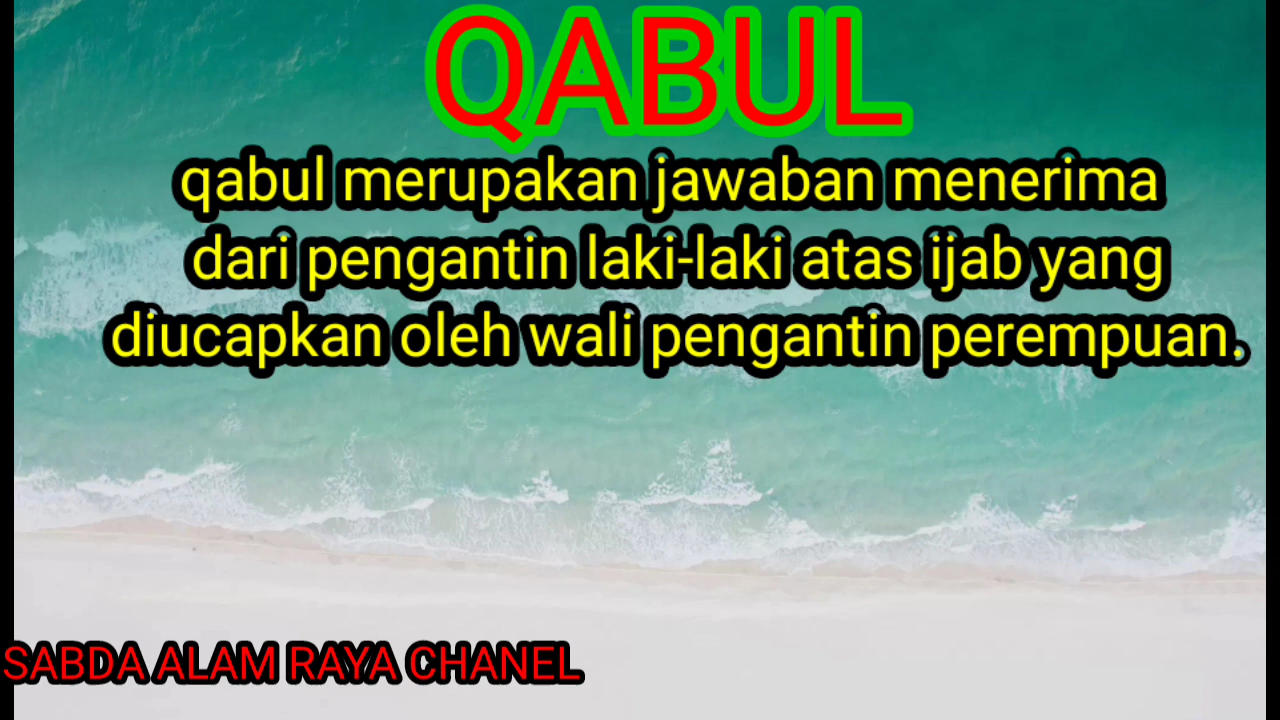 QABUL
qabul merupakan jawaban menerima
dari pengantin laki-laki atas ijab yang
diucapkan oleh wali pengantin perempuan.
SABDA ALAM RAYA CHANEL